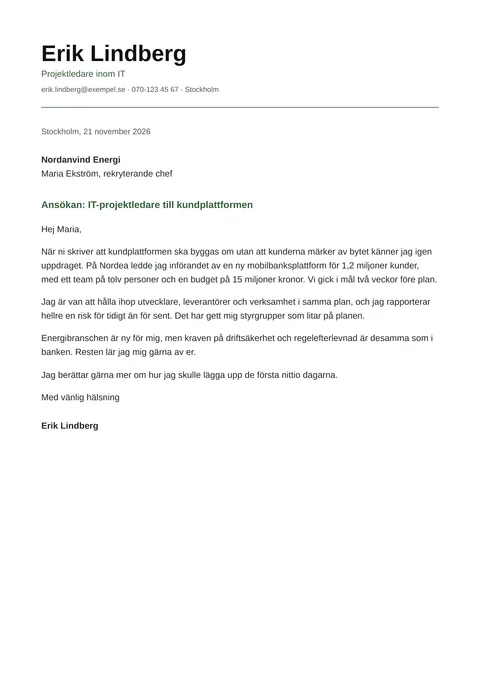 Erik Lindberg
Projektledare inom IT
erik.lindberg@exempel.se · 070-123 45 67 · Stockholm
Stockholm, 21 november 2026
Nordanvind Energi
Maria Ekström, rekryterande chef
Ansökan: IT-projektledare till kundplattformen
Hej Maria,
När ni skriver att kundplattformen ska byggas om utan att kunderna märker av bytet känner jag igen
uppdraget. På Nordea ledde jag införandet av en ny mobilbanksplattform för 1,2 miljoner kunder,
med ett team på tolv personer och en budget på 15 miljoner kronor. Vi gick i mål två veckor före plan.
Jag är van att hålla ihop utvecklare, leverantörer och verksamhet i samma plan, och jag rapporterar
hellre en risk för tidigt än för sent. Det har gett mig styrgrupper som litar på planen.
Energibranschen är ny för mig, men kraven på driftsäkerhet och regelefterlevnad är desamma som i
banken. Resten lär jag mig gärna av er.
Jag berättar gärna mer om hur jag skulle lägga upp de första nittio dagarna.
Med vänlig hälsning
Erik Lindberg